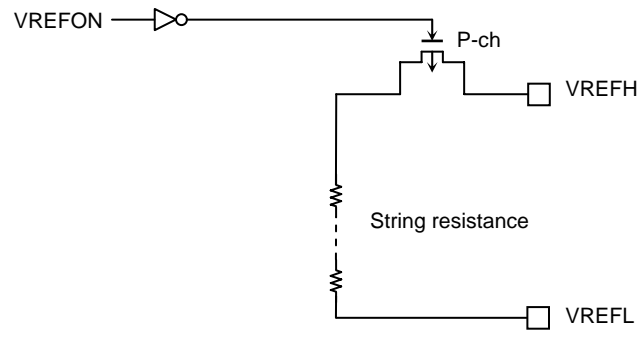 VREFON
P-ch
VREFH
String resistance
VREFL